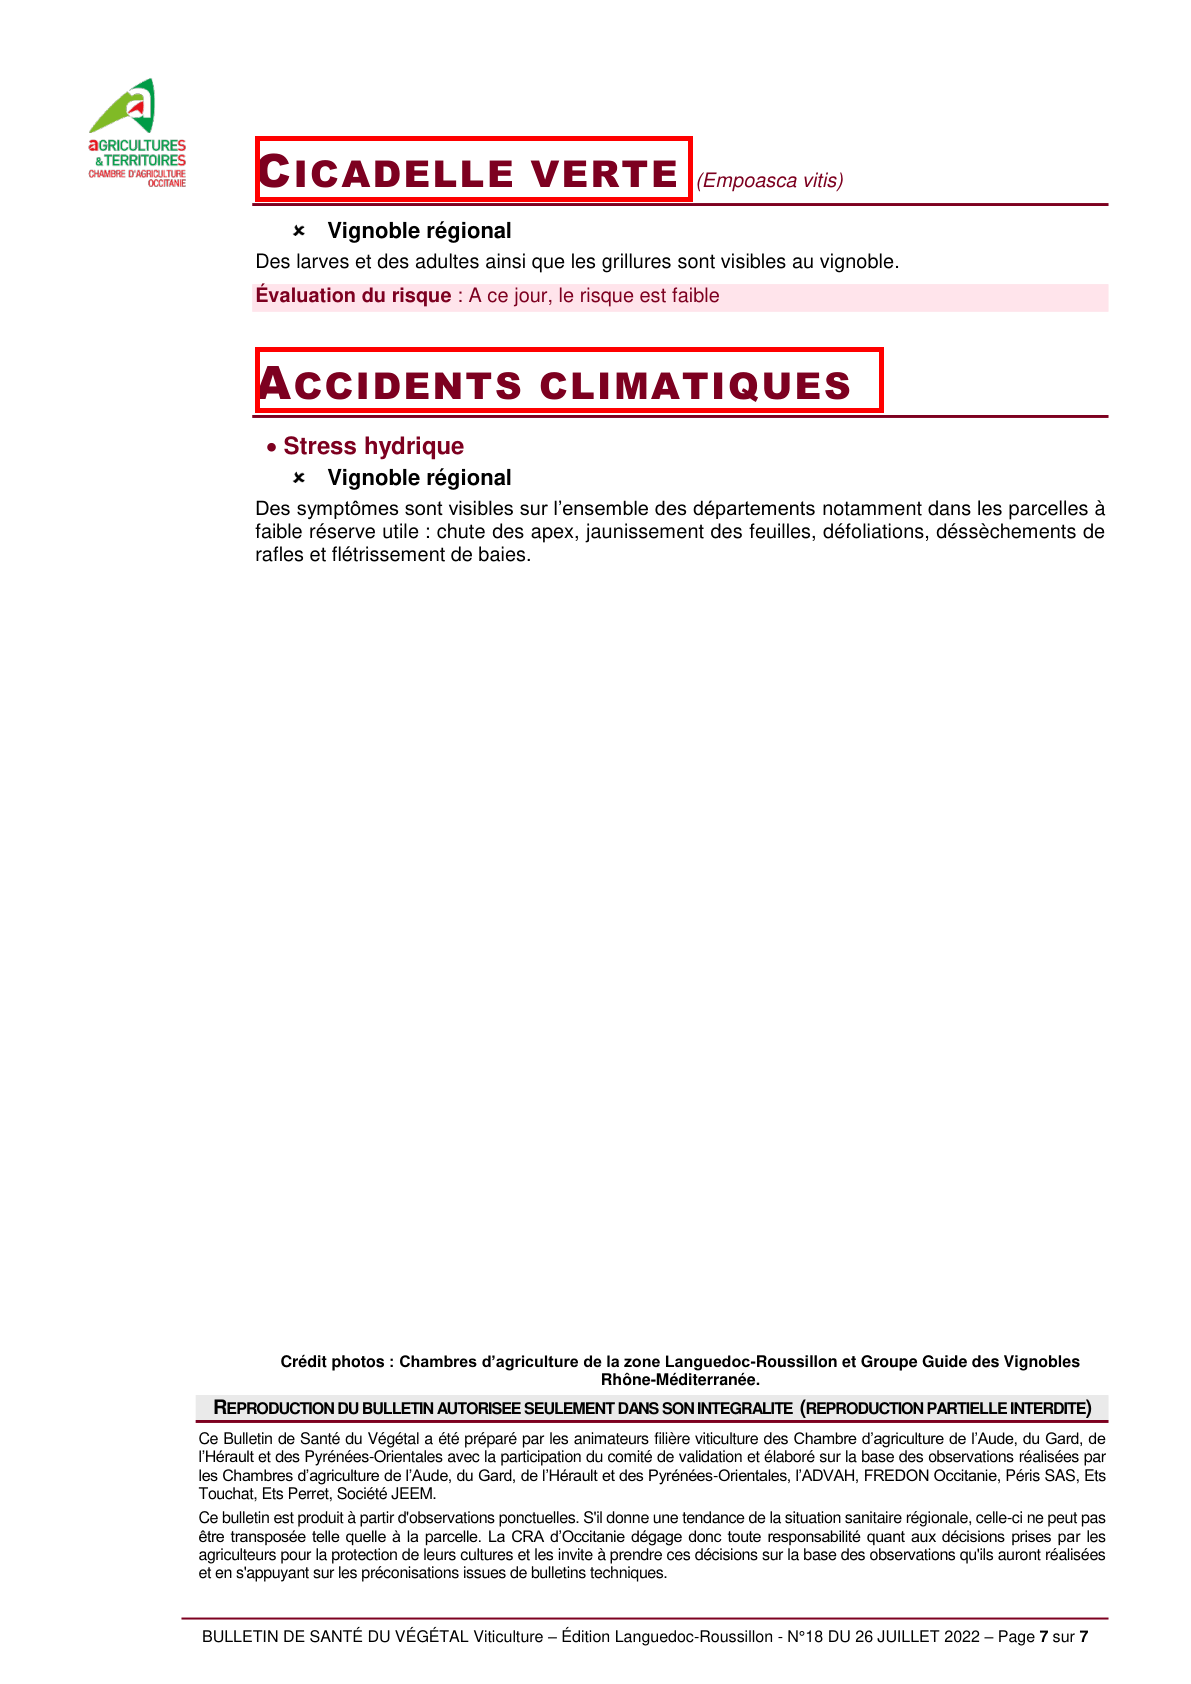 aGRICULTURES
& TERRITOIRES
CHAMBRE D'AGRICULTURE
OCCITANIE
CICADELLE VERTE (Empoasca vitis)
× Vignoble régional
Des larves et des adultes ainsi que les grillures sont visibles au vignoble.
Évaluation du risque : A ce jour, le risque est faible
ACCIDENTS CLIMATIQUES
• Stress hydrique
× Vignoble régional
Des symptômes sont visibles sur l’ensemble des départements notamment dans les parcelles à
faible réserve utile : chute des apex, jaunissement des feuilles, défoliations, déssèchements de
rafles et flétrissement de baies.
Crédit photos : Chambres d’agriculture de la zone Languedoc-Roussillon et Groupe Guide des Vignobles
Rhône-Méditerranée.
REPRODUCTION DU BULLETIN AUTORISEE SEULEMENT DANS SON INTEGRALITE (REPRODUCTION PARTIELLE INTERDITE)
Ce Bulletin de Santé du Végétal a été préparé par les animateurs filière viticulture des Chambre d’agriculture de l’Aude, du Gard, de
l’Hérault et des Pyrénées-Orientales avec la participation du comité de validation et élaboré sur la base des observations réalisées par
les Chambres d’agriculture de l’Aude, du Gard, de l’Hérault et des Pyrénées-Orientales, l’ADVAH, FREDON Occitanie, Péris SAS, Ets
Touchat, Ets Perret, Société JEEM.
Ce bulletin est produit à partir d'observations ponctuelles. S'il donne une tendance de la situation sanitaire régionale, celle-ci ne peut pas
être transposée telle quelle à la parcelle. La CRA d’Occitanie dégage donc toute responsabilité quant aux décisions prises par les
agriculteurs pour la protection de leurs cultures et les invite à prendre ces décisions sur la base des observations qu'ils auront réalisées
et en s'appuyant sur les préconisations issues de bulletins techniques.
BULLETIN DE SANTÉ DU VÉGÉTAL Viticulture – Édition Languedoc-Roussillon - N°18 DU 26 JUILLET 2022 – Page 7 sur 7